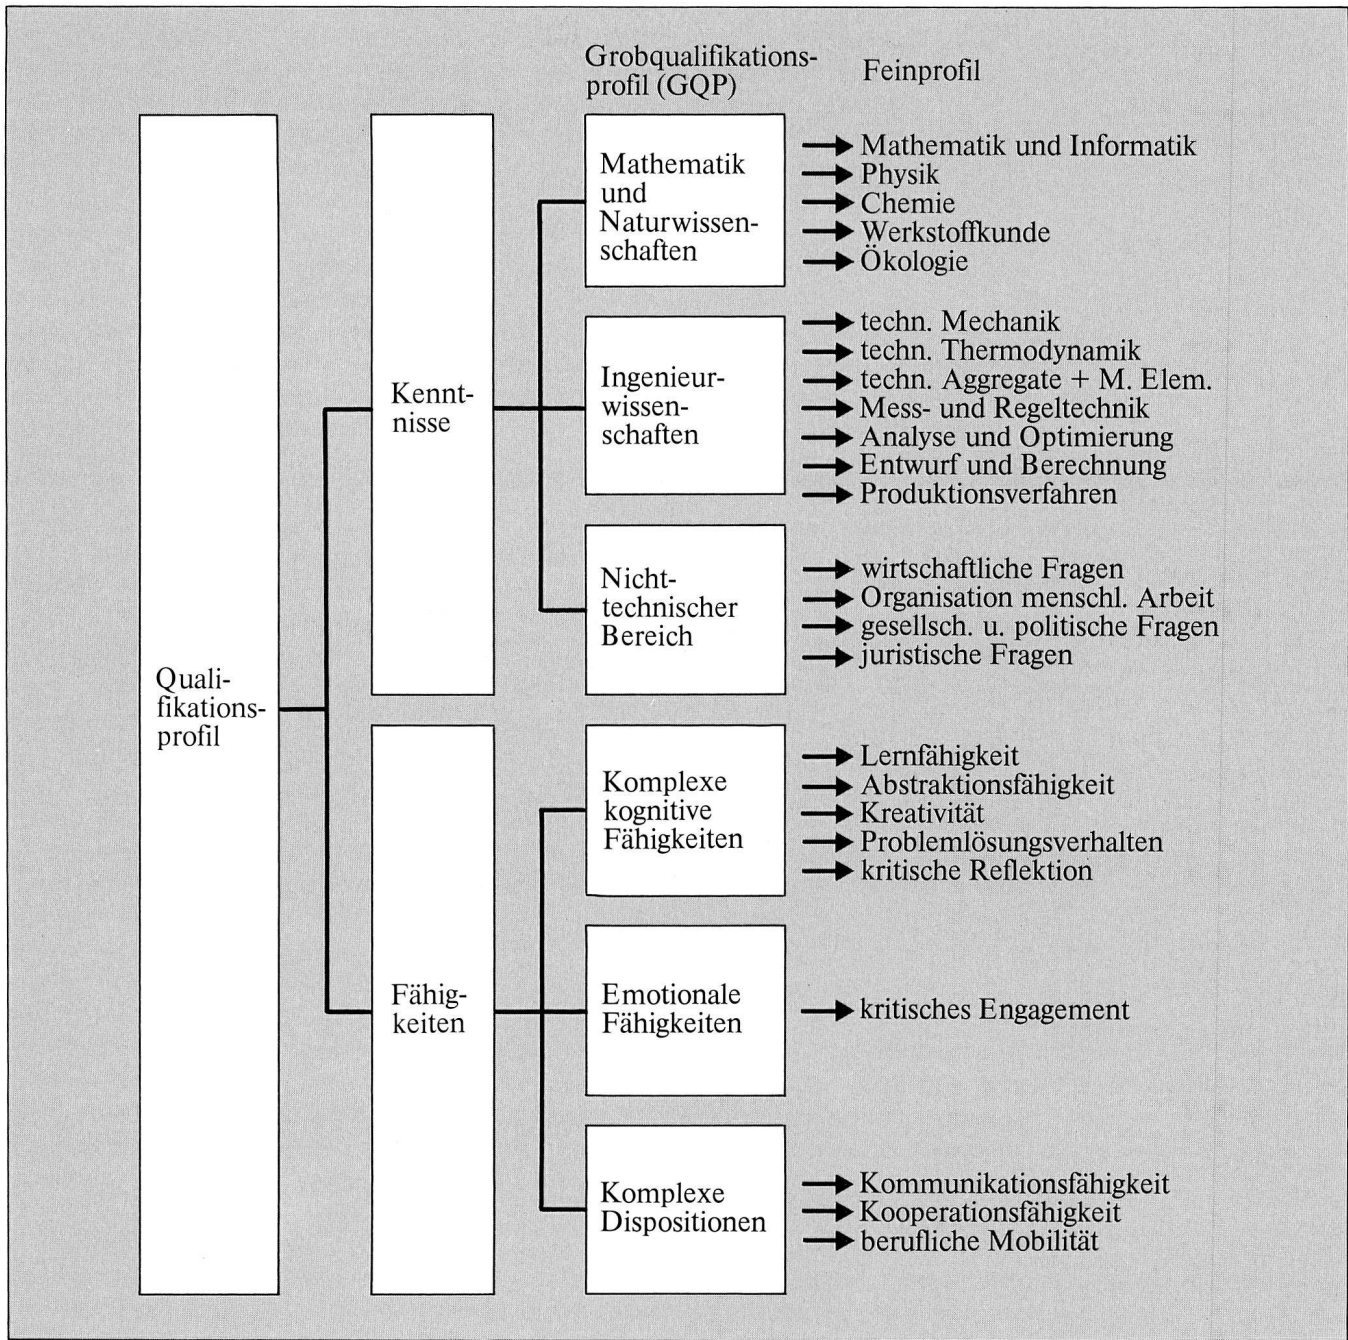 Grobqualifikations-
profil (GQP)
Feinprofil
Quali-
fikations-
profil
Kennt-
nisse
Mathematik
und
Naturwissen-
schaften
Mathematik und Informatik
Physik
Chemie
Werkstoffkunde
Ökologie
Ingenieur-
wissen-
schaften
techn. Mechanik
techn. Thermodynamik
techn. Aggregate + M. Elem.
Mess- und Regeltechnik
Analyse und Optimierung
Entwurf und Berechnung
Produktionsverfahren
Nicht-
technischer
Bereich
wirtschaftliche Fragen
Organisation menschl. Arbeit
gesellsch. u. politische Fragen
juristische Fragen
Fähig-
keiten
Komplexe
kognitive
Fähigkeiten
Lernfähigkeit
Abstraktionsfähigkeit
Kreativität
Problemlösungsverhalten
kritische Reflektion
Emotionale
Fähigkeiten
kritisches Engagement
Komplexe
Dispositionen
Kommunikationsfähigkeit
Kooperationsfähigkeit
berufliche Mobilität